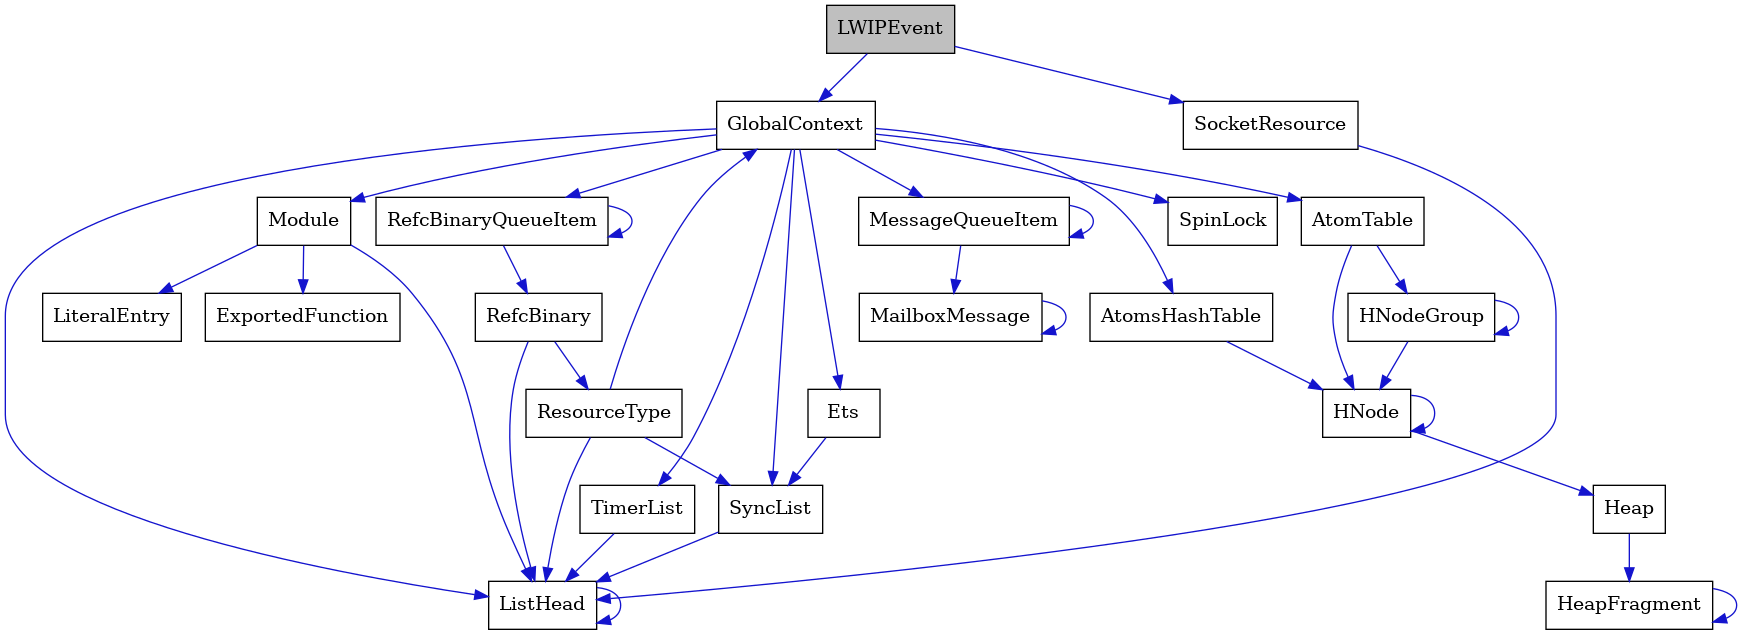 LWIPEvent
GlobalContext
SocketResource
Module
RefcBinaryQueueItem
MessageQueueItem
SpinLock
AtomTable
LiteralEntry
ExportedFunction
RefcBinary
MailboxMessage
AtomsHashTable
HNodeGroup
ResourceType
Ets
HNode
TimerList
SyncList
Heap
ListHead
HeapFragment